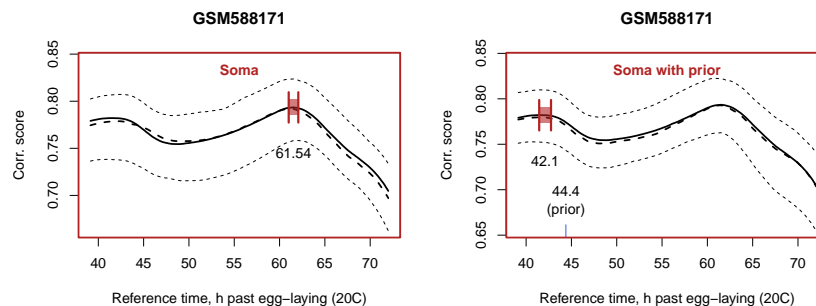 GSM588171
Soma
61.54
Corr. score
0.70 0.75 0.80 0.85
40 45 50 55 60 65 70
Reference time, h past egg−laying (20C)
GSM588171
Soma with prior
42.1
44.4
(prior)
Corr. score
0.65 0.70 0.75 0.80 0.85
40 45 50 55 60 65 70
Reference time, h past egg−laying (20C)